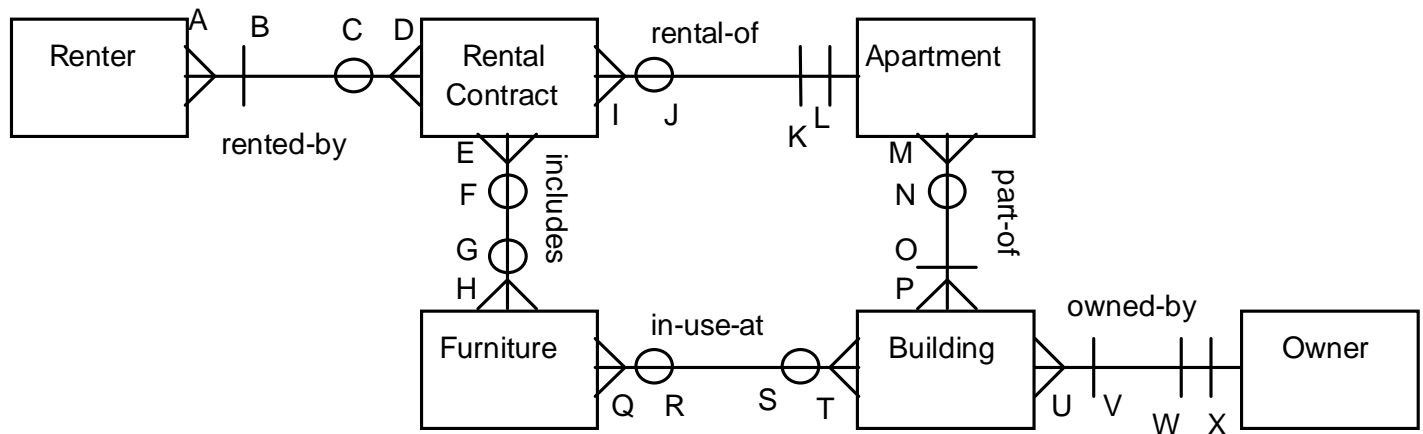 A B C D
Renter
Rental
Contract
rental-of
Apartment
I J K L
rented-by
E
F
G
H
includes
M
N
O
P
part-of
Furniture
in-use-at
Building
owned-by
Owner
Q R S T
U V W X